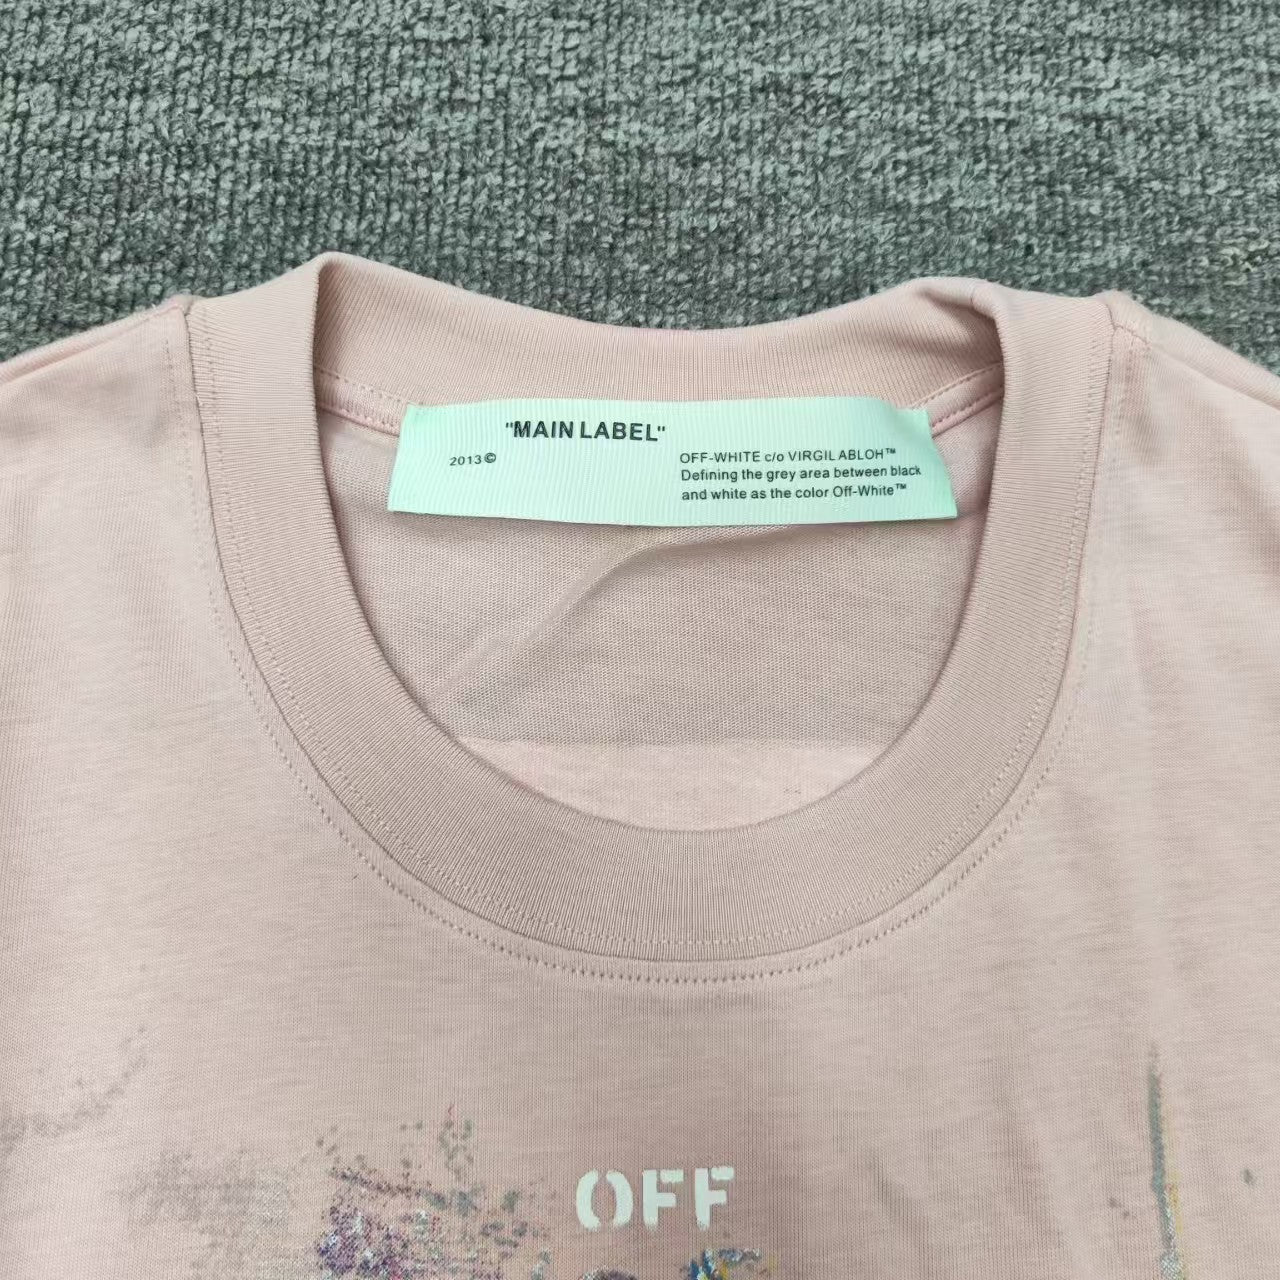 "MAIN LABEL"
2013©
OFF-WHITE c/o VIRGIL ABLOH™
Defining the grey area between black
and white as the color Off-White™
OFF